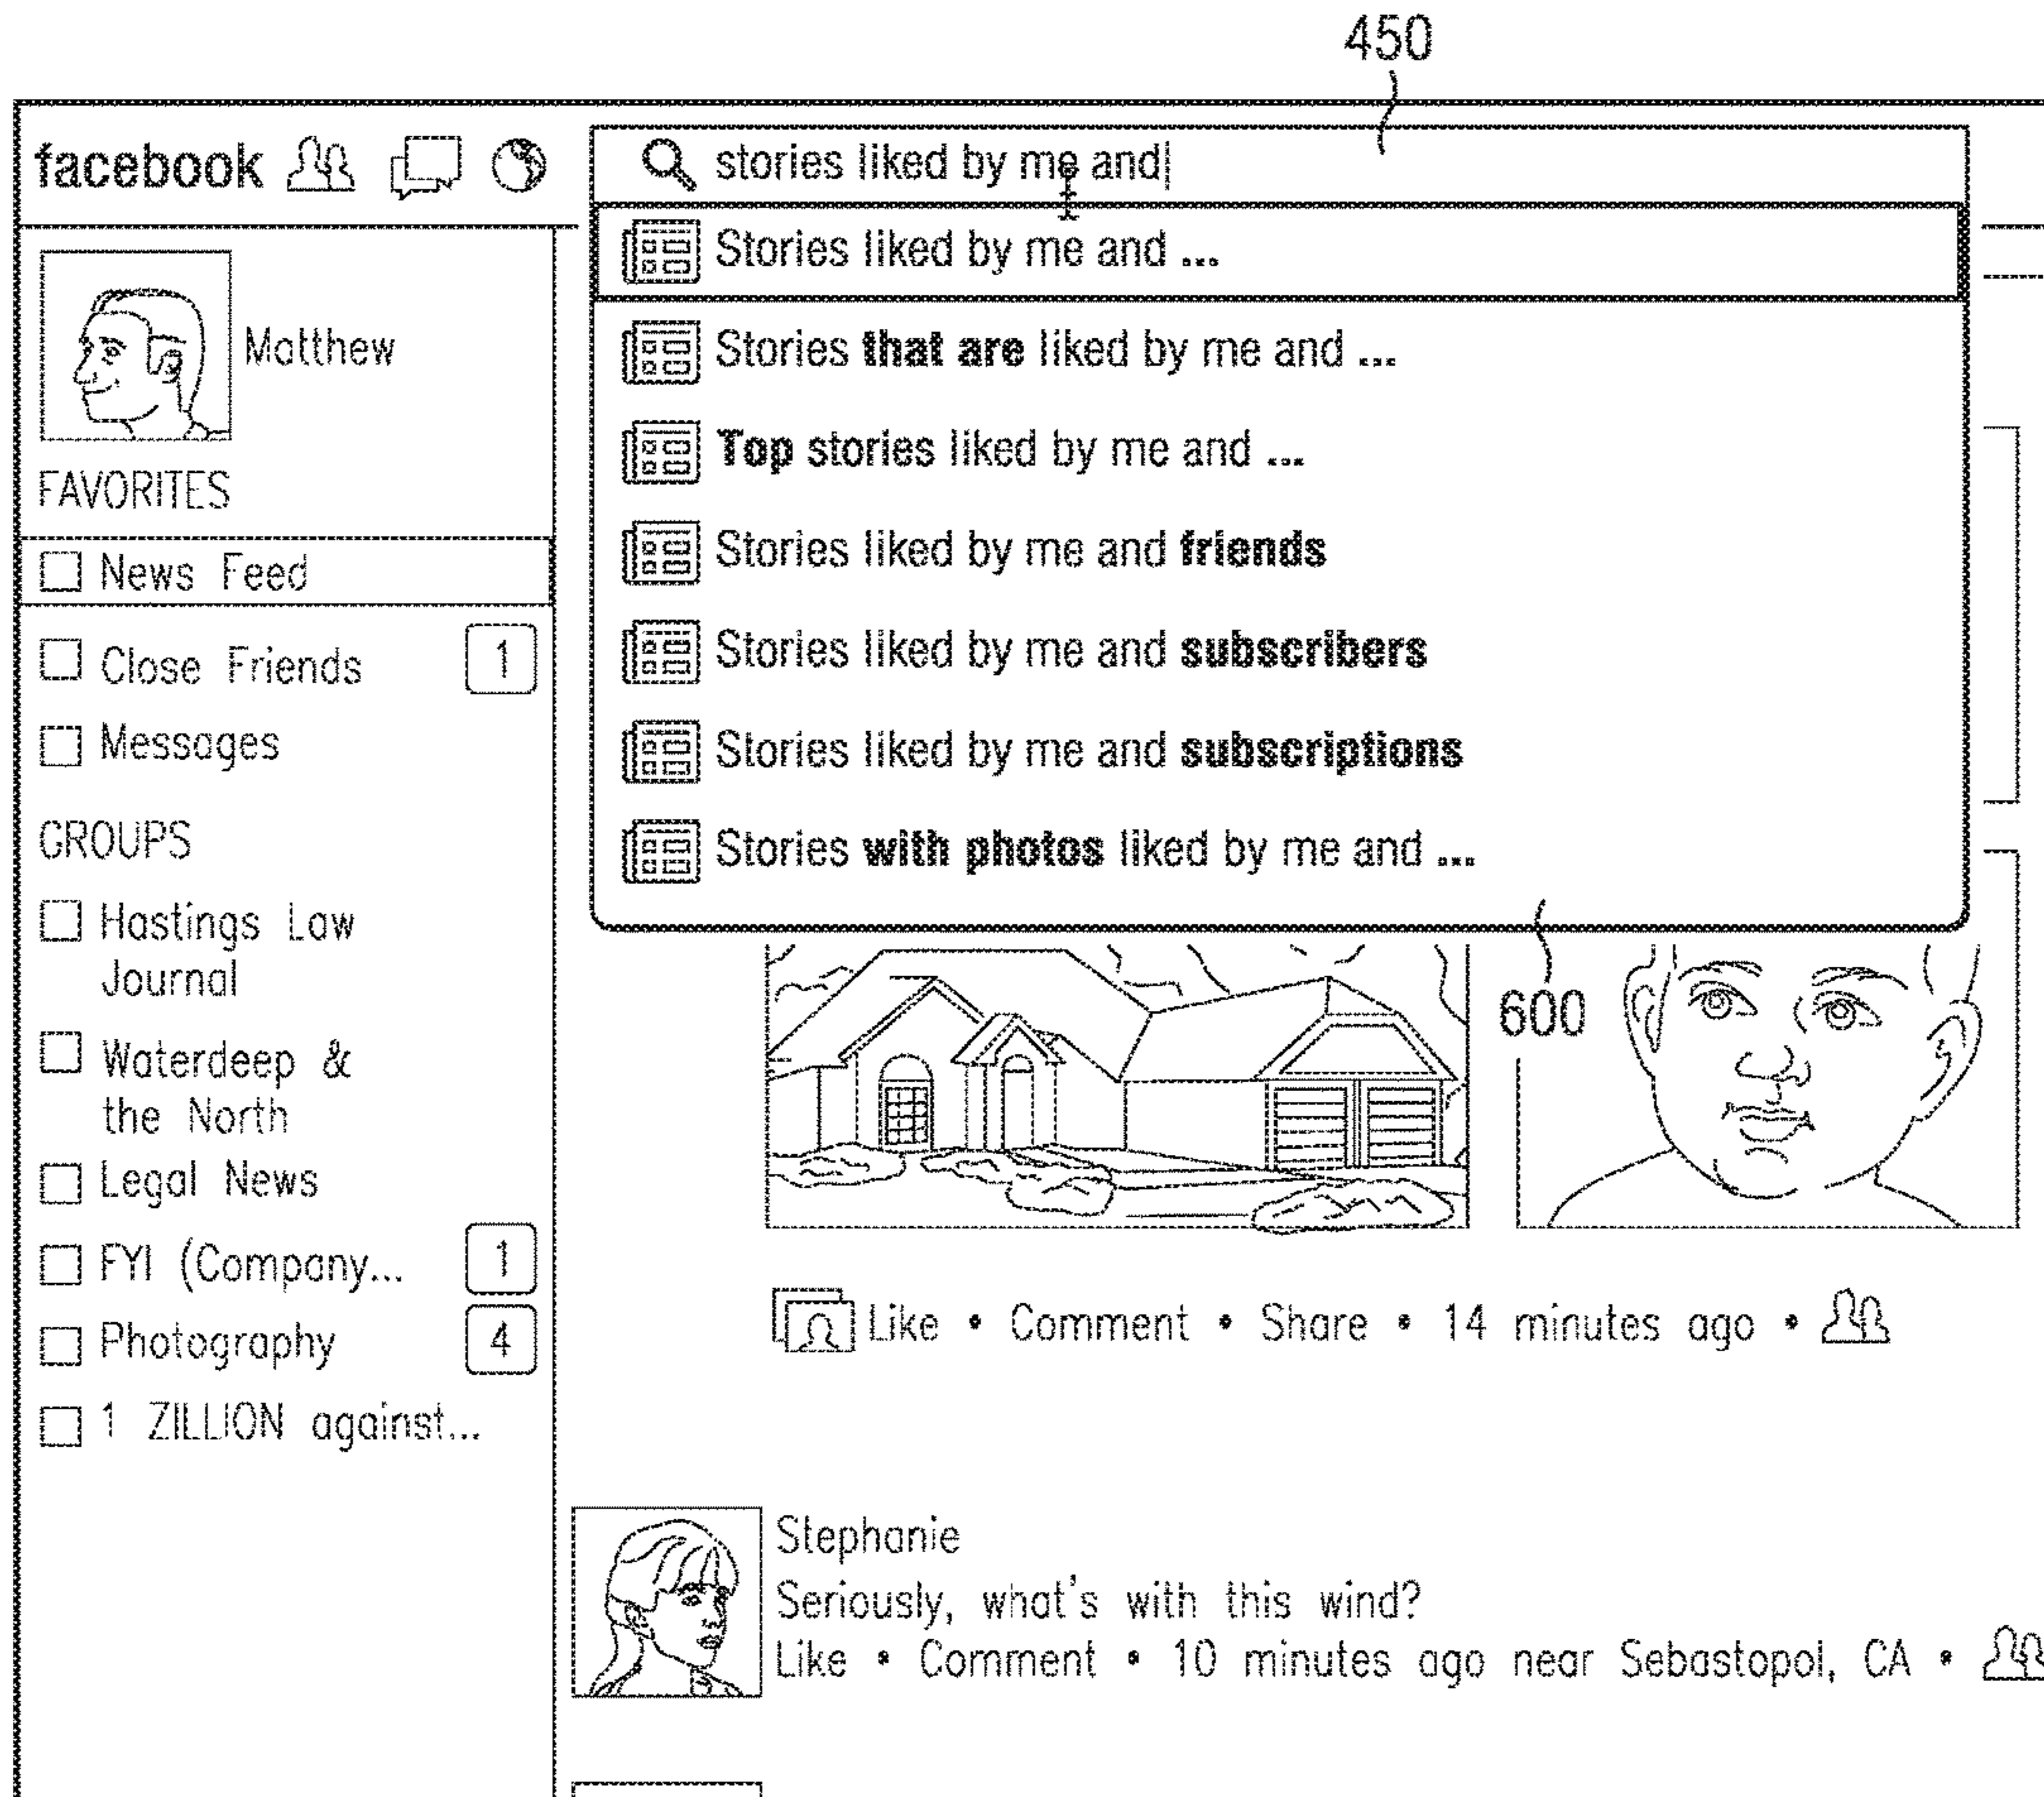 450
facebook
stories liked by me and
Stories liked by me and ...
Stories that are liked by me and ...
Top stories liked by me and ...
Stories liked by me and friends
Stories liked by me and subscribers
Stories liked by me and subscriptions
Stories with photos liked by me and ...
600
Matthew
FAVORITES
News Feed
Close Friends 1
Messages
GROUPS
Hastings Law
Journal
Waterdeep &
the North
Legal News
FYI (Company... 1
Photography 4
1 ZILLION against...
Like • Comment • Share • 14 minutes ago •
Stephanie
Seriously, what's with this wind?
Like • Comment • 10 minutes ago near Sebastopol, CA •